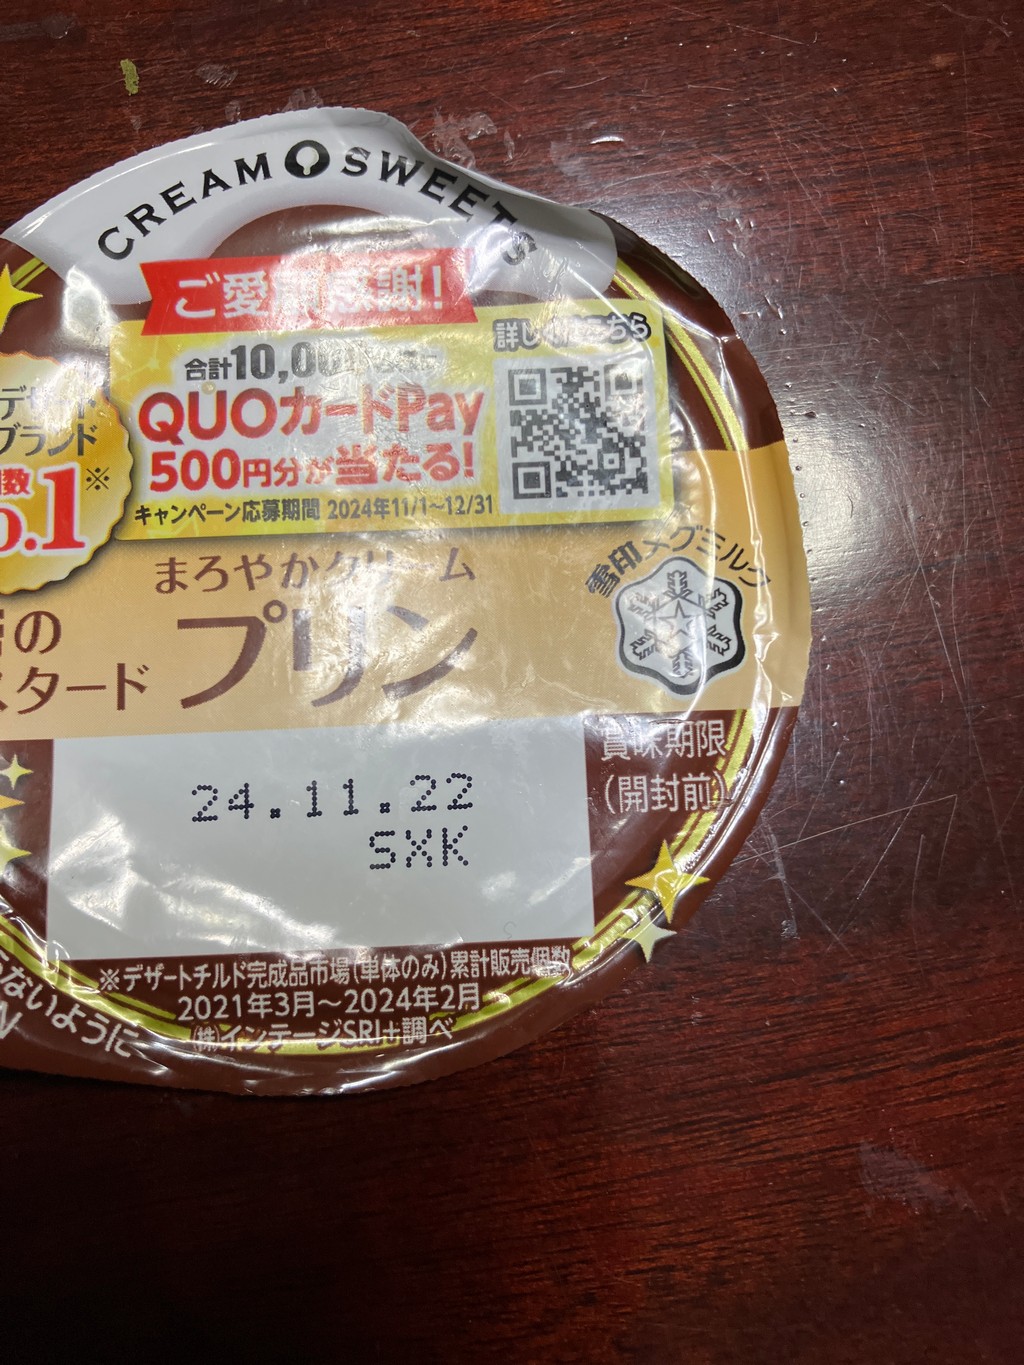 CREAM SWEETS
ご愛顧感謝!
詳しくはこちら
合計10,00
QUOカードPay
500円分が当たる!
キャンペーン応募期間 2024年11/1~12/31
デザート
ブランド
個数
No.1※
雪印メグミルク
まろやかクリーム
プリン
の
スタード
賞味期限
(開封前)
24.11.22
SXK
※デザートチルド完成品市場(単体のみ)累計販売個数
2021年3月~2024年2月
(株)インテージSRI+調べ
ないように